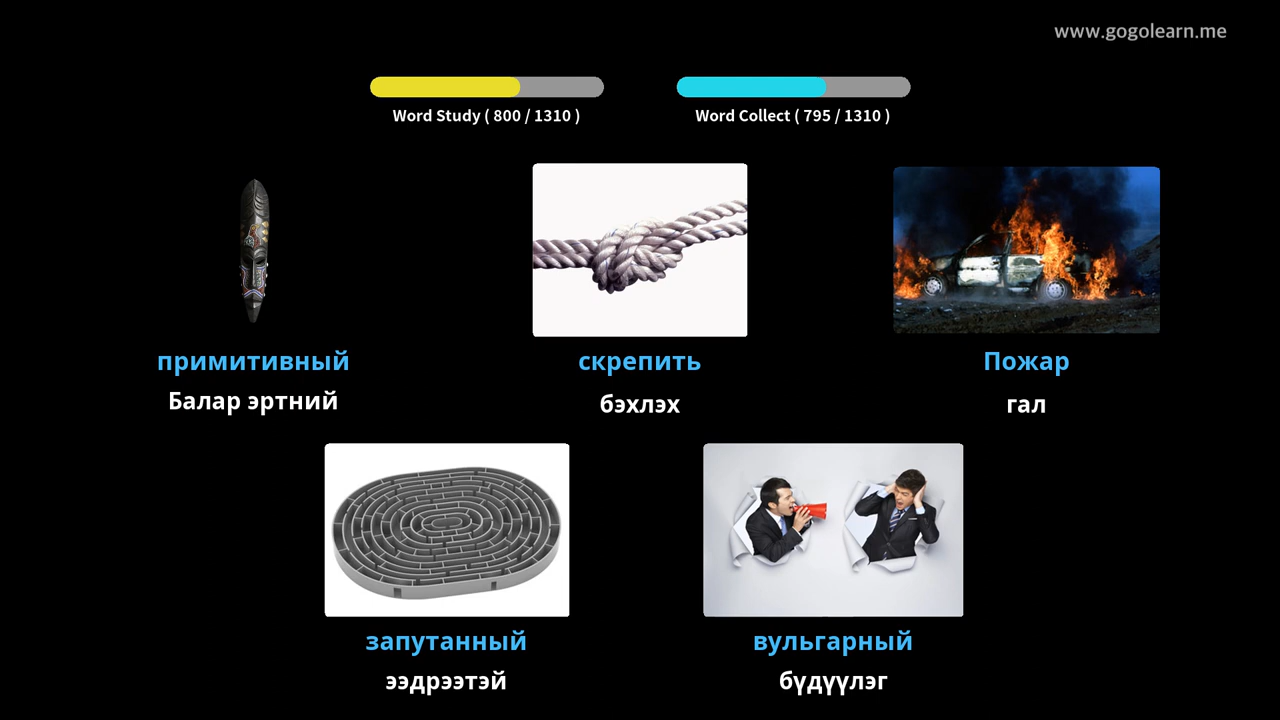 www.gogolearn.me
Word Study ( 800 / 1310 )
Word Collect ( 795 / 1310 )
примитивный
Балар эртний
скрепить
бэхлэх
Пожар
гал
запутанный
ээдрээтэй
вульгарный
бүдүүлэг